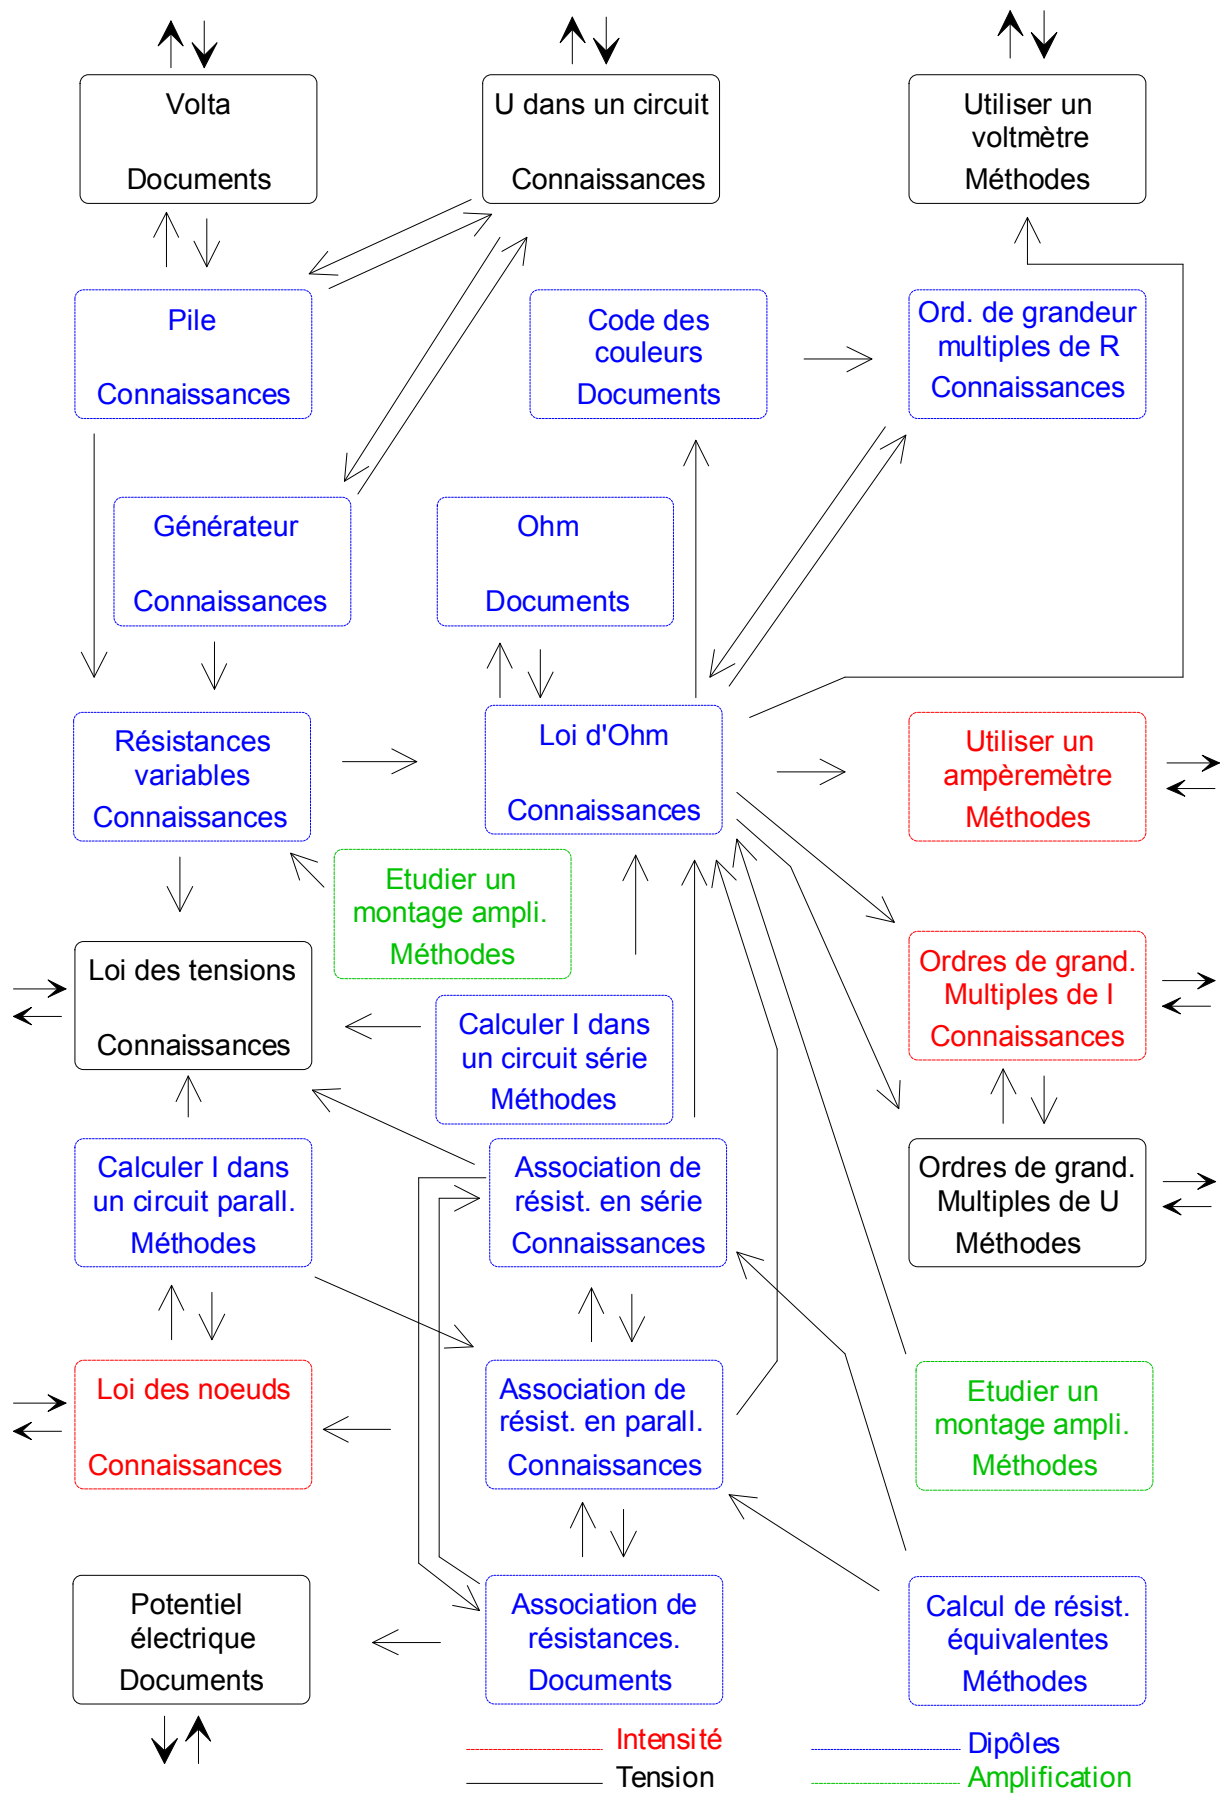 Volta
Documents
U dans un circuit
Connaissances
Utiliser un
voltmètre
Méthodes
Pile
Connaissances
Code des
couleurs
Documents
Ord. de grandeur
multiples de R
Connaissances
Générateur
Connaissances
Ohm
Documents
Résistances
variables
Connaissances
Loi d'Ohm
Connaissances
Utiliser un
ampèremètre
Méthodes
Etudier un
montage ampli.
Méthodes
Loi des tensions
Connaissances
Calculer I dans
un circuit série
Méthodes
Ordres de grand.
Multiples de I
Connaissances
Calculer I dans
un circuit parall.
Méthodes
Association de
résist. en série
Connaissances
Ordres de grand.
Multiples de U
Méthodes
Loi des noeuds
Connaissances
Association de
résist. en parall.
Connaissances
Etudier un
montage ampli.
Méthodes
Potentiel
électrique
Documents
Association de
résistances.
Documents
Calcul de résist.
équivalentes
Méthodes
Intensité
Tension
Dipôles
Amplification